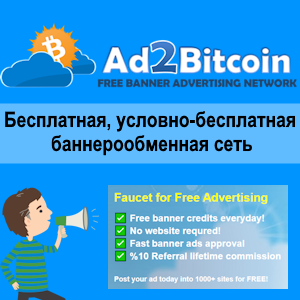 Ad2Bitcoin
FREE BANNER ADVERTISING NETWORK
Бесплатная, условно-бесплатная
баннерообменная сеть
Faucet for Free Advertising
Free banner credits everyday!
No website requred!
Fast banner ads approval
%10 Referral lifetime commission
Post your ad today into 1000+ sites for FREE!